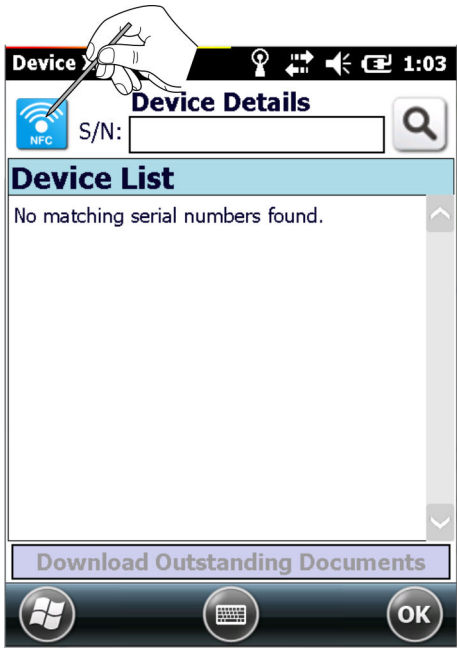 Device
1:03
Device Details
NFC
S/N:
Device List
No matching serial numbers found.
Download Outstanding Documents
OK